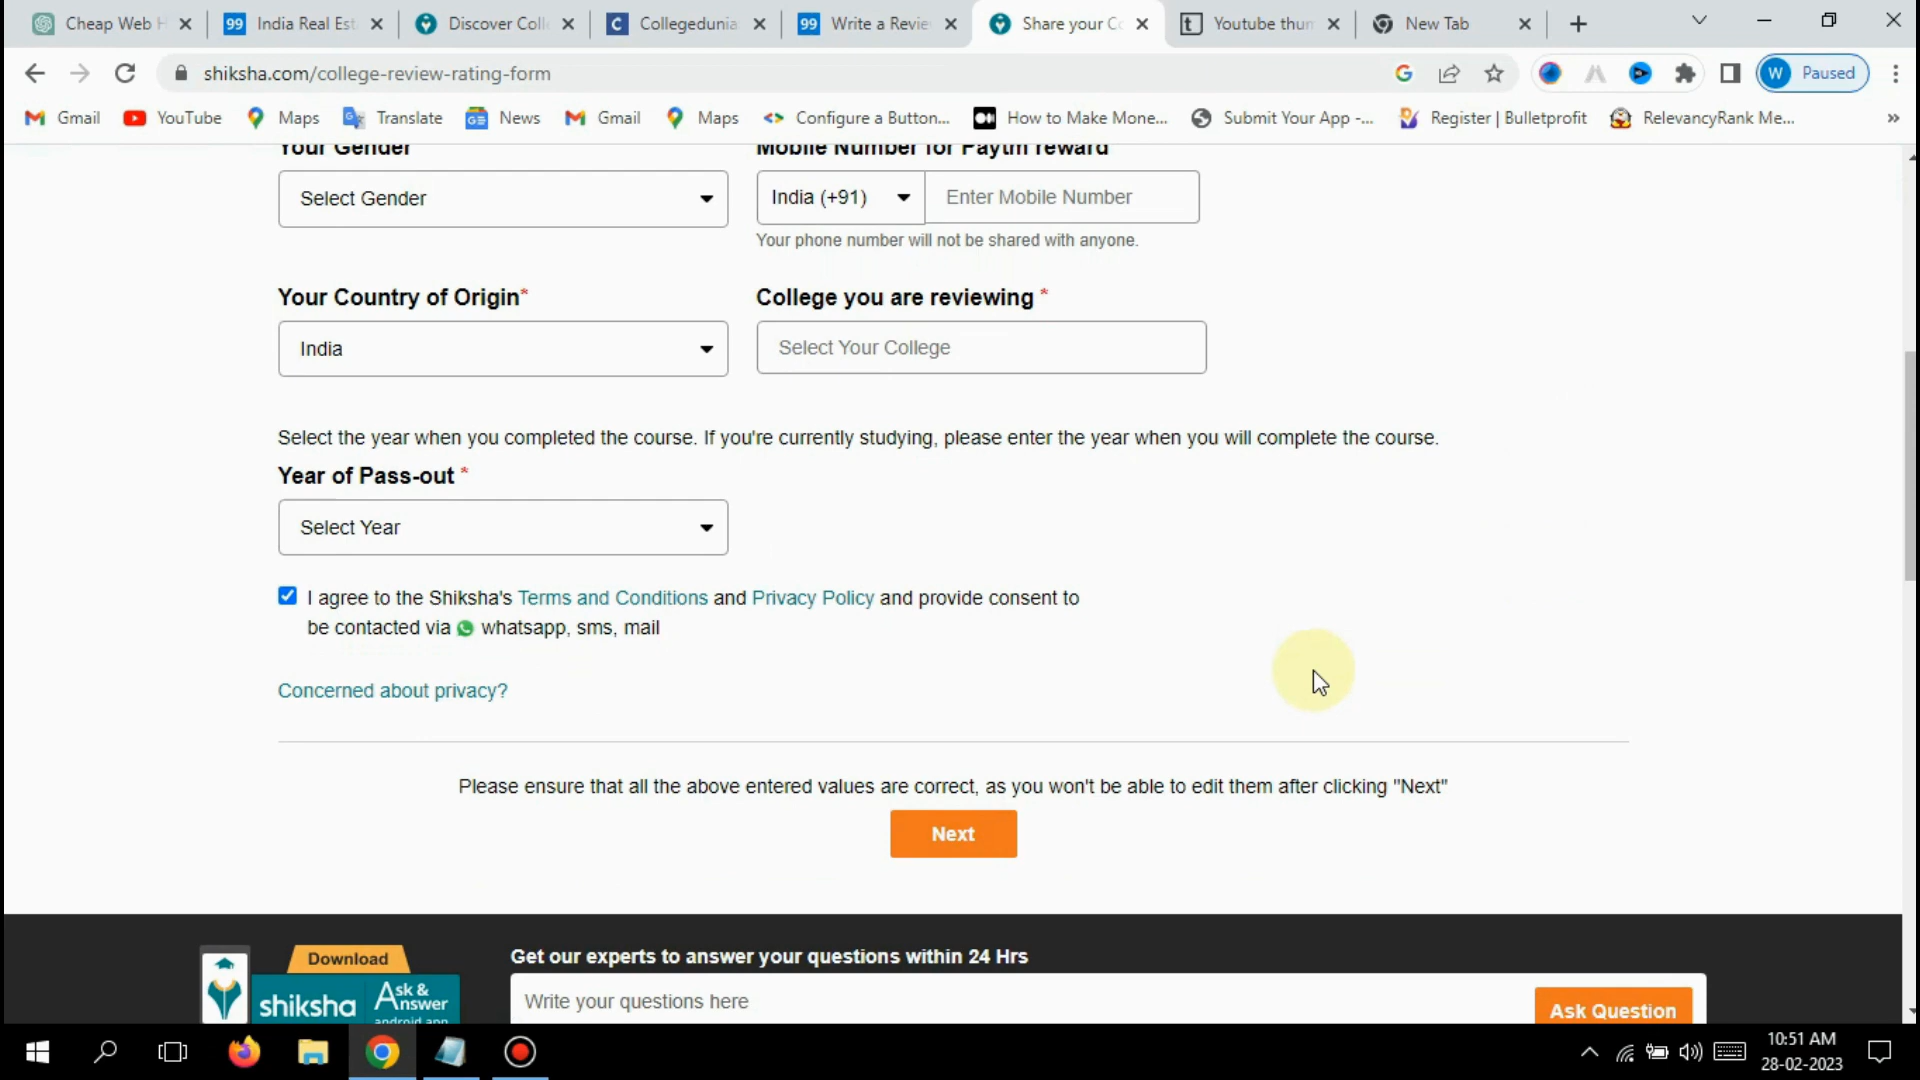 Cheap Web H
99 India Real Est
Discover Colle
C Collegedunia
99 Write a Revie
Share your Co
t Youtube thum
New Tab
shiksha.com/college-review-rating-form
W Paused
Gmail
YouTube
Maps
Translate
News
Gmail
Maps
Configure a Button...
How to Make Mone...
Submit Your App -...
Register | Bulletprofit
RelevancyRank Me...
»
Your Gender
Mobile Number for Paytm reward
Select Gender
India (+91)
Enter Mobile Number
Your phone number will not be shared with anyone.
Your Country of Origin*
College you are reviewing *
India
Select Your College
Select the year when you completed the course. If you're currently studying, please enter the year when you will complete the course.
Year of Pass-out *
Select Year
I agree to the Shiksha's Terms and Conditions and Privacy Policy and provide consent to
be contacted via whatsapp, sms, mail
Concerned about privacy?
Please ensure that all the above entered values are correct, as you won't be able to edit them after clicking "Next"
Next
Download
shiksha
Ask &
Answer
android app
Get our experts to answer your questions within 24 Hrs
Write your questions here
Ask Question
10:51 AM
28-02-2023